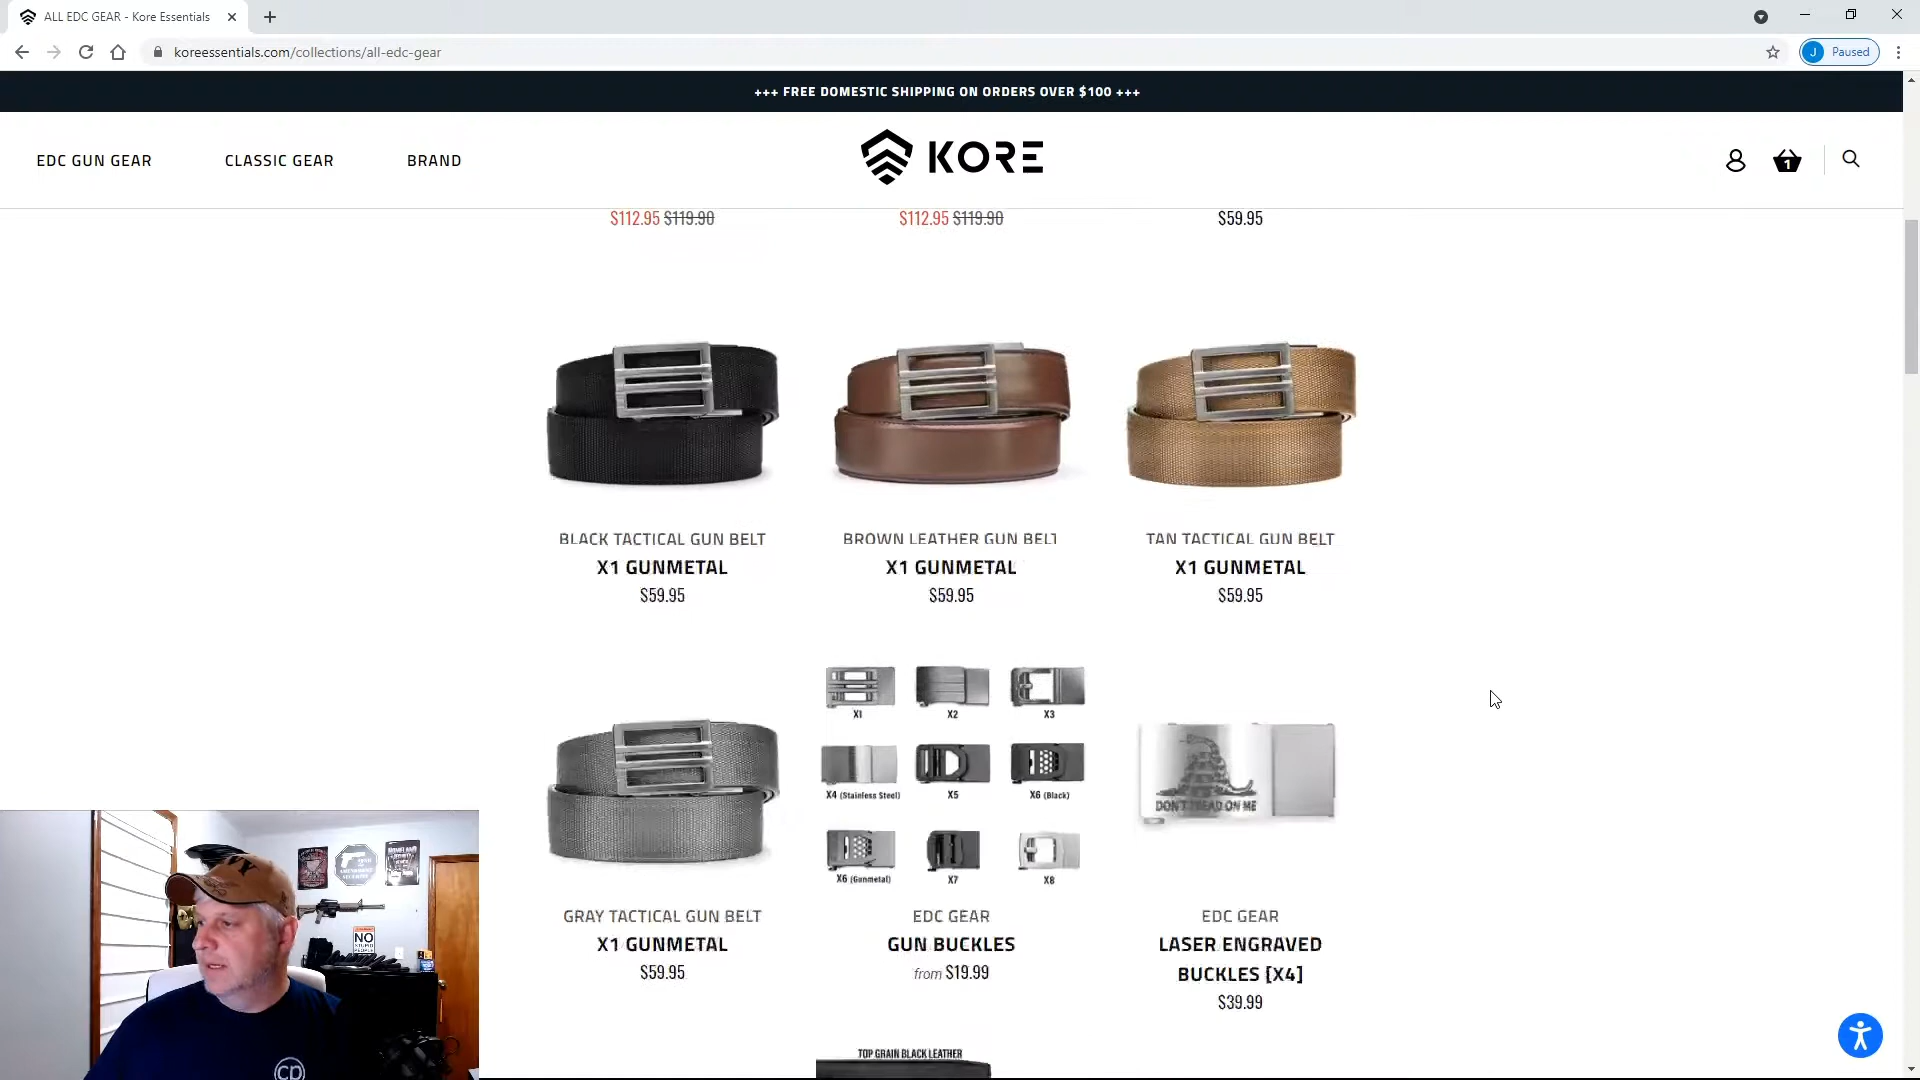 ALL EDC GEAR - Kore Essentials
koreessentials.com/collections/all-edc-gear
J Paused
+++ FREE DOMESTIC SHIPPING ON ORDERS OVER $100 +++
EDC GUN GEAR CLASSIC GEAR BRAND
KORE
1
$112.95 $119.90 $112.95 $119.90 $59.95
BLACK TACTICAL GUN BELT BROWN LEATHER GUN BELT TAN TACTICAL GUN BELT
X1 GUNMETAL X1 GUNMETAL X1 GUNMETAL
$59.95 $59.95 $59.95
X1 X2 X3
X4 (Stainless Steel) X5 X6 (Black)
DON'T TREAD ON ME
X6 (Gunmetal) X7 X8
GRAY TACTICAL GUN BELT EDC GEAR EDC GEAR
X1 GUNMETAL GUN BUCKLES LASER ENGRAVED
BUCKLES [X4]
$59.95 from $19.99 $39.99
TOP GRAIN BLACK LEATHER
NO
cp